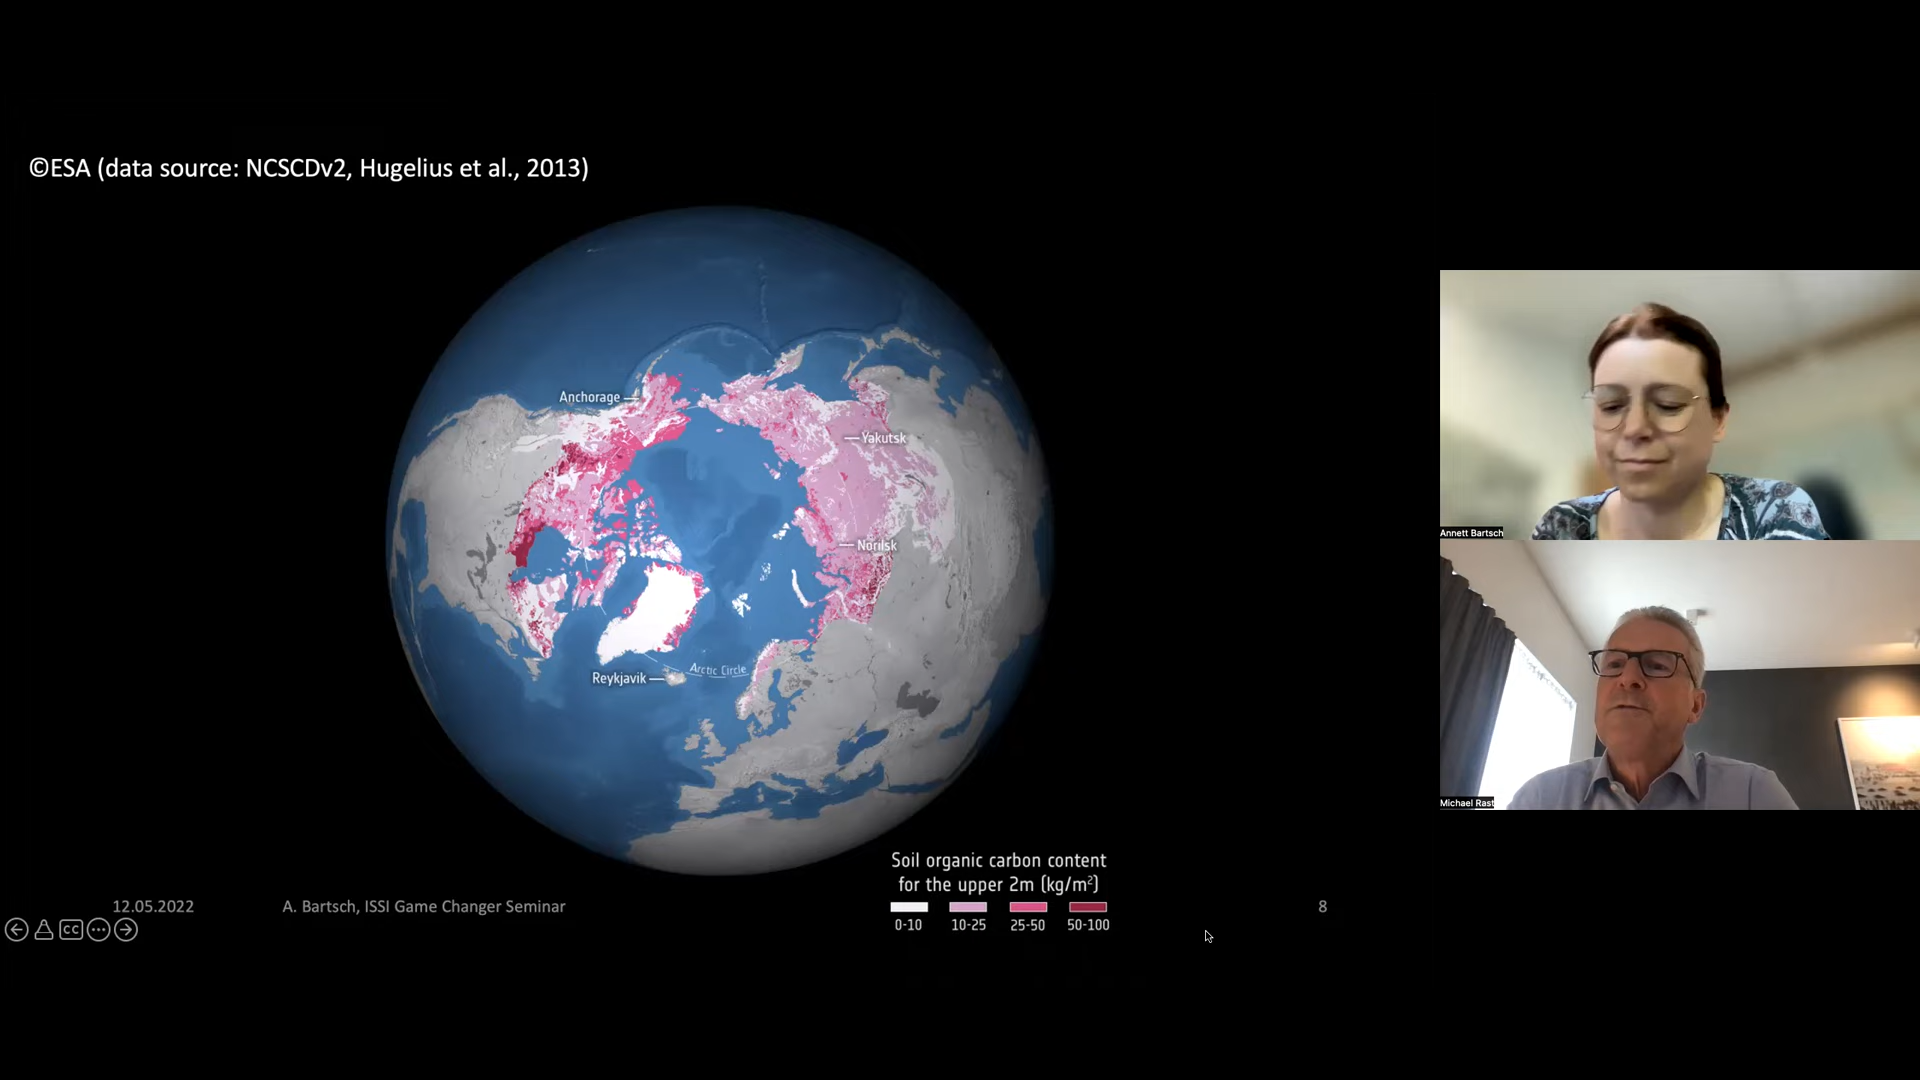 ©ESA (data source: NCSCDv2, Hugelius et al., 2013)
Anchorage
Yakutsk
Norilsk
Arctic Circle
Reykjavik
Annett Bartsch
Michael Rast
Soil organic carbon content
for the upper 2m (kg/m²)
0-10 10-25 25-50 50-100
12.05.2022 A. Bartsch, ISSI Game Changer Seminar 8
CC